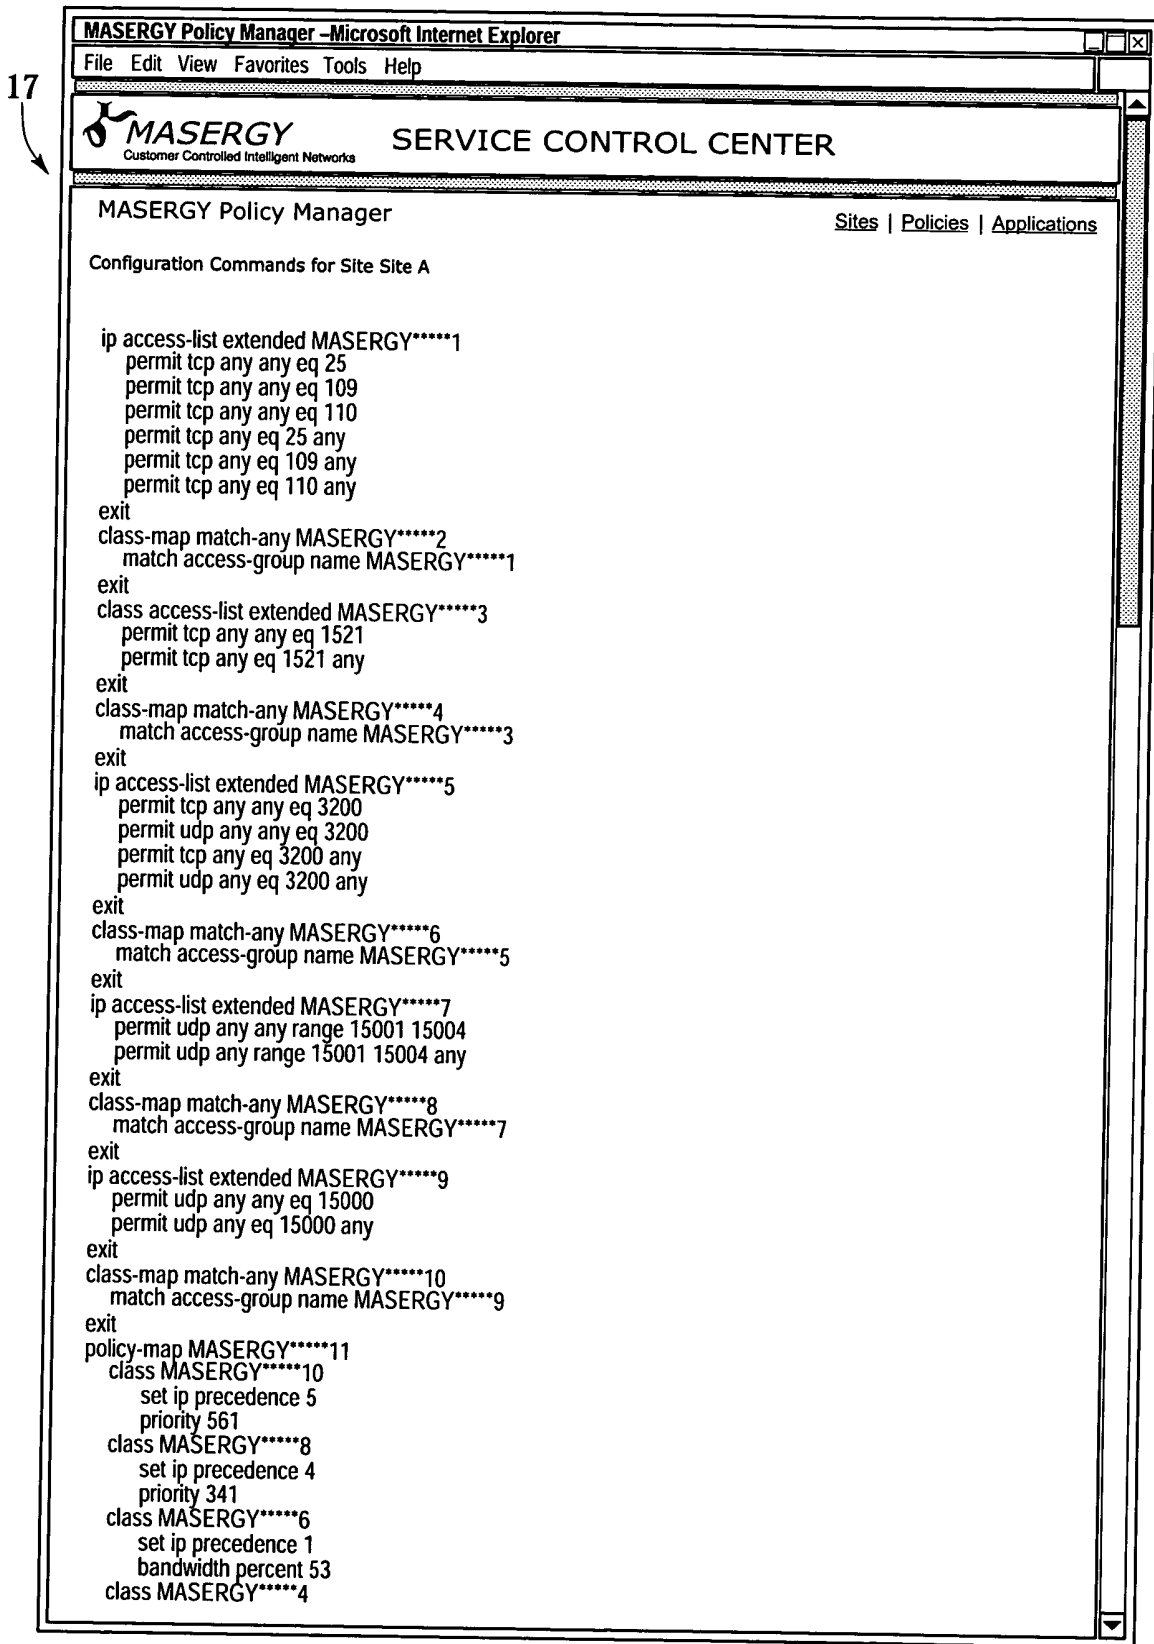 MASERGY Policy Manager –Microsoft Internet Explorer
File Edit View Favorites Tools Help
17
MASERGY
Customer Controlled Intelligent Networks
SERVICE CONTROL CENTER
MASERGY Policy Manager
Sites | Policies | Applications
Configuration Commands for Site Site A
ip access-list extended MASERGY*****1
permit tcp any any eq 25
permit tcp any any eq 109
permit tcp any any eq 110
permit tcp any eq 25 any
permit tcp any eq 109 any
permit tcp any eq 110 any
exit
class-map match-any MASERGY*****2
match access-group name MASERGY*****1
exit
class access-list extended MASERGY*****3
permit tcp any any eq 1521
permit tcp any eq 1521 any
exit
class-map match-any MASERGY*****4
match access-group name MASERGY*****3
exit
ip access-list extended MASERGY*****5
permit tcp any any eq 3200
permit udp any any eq 3200
permit tcp any eq 3200 any
permit udp any eq 3200 any
exit
class-map match-any MASERGY*****6
match access-group name MASERGY*****5
exit
ip access-list extended MASERGY*****7
permit udp any any range 15001 15004
permit udp any range 15001 15004 any
exit
class-map match-any MASERGY*****8
match access-group name MASERGY*****7
exit
ip access-list extended MASERGY*****9
permit udp any any eq 15000
permit udp any eq 15000 any
exit
class-map match-any MASERGY*****10
match access-group name MASERGY*****9
exit
policy-map MASERGY*****11
class MASERGY*****10
set ip precedence 5
priority 561
class MASERGY*****8
set ip precedence 4
priority 341
class MASERGY*****6
set ip precedence 1
bandwidth percent 53
class MASERGY*****4